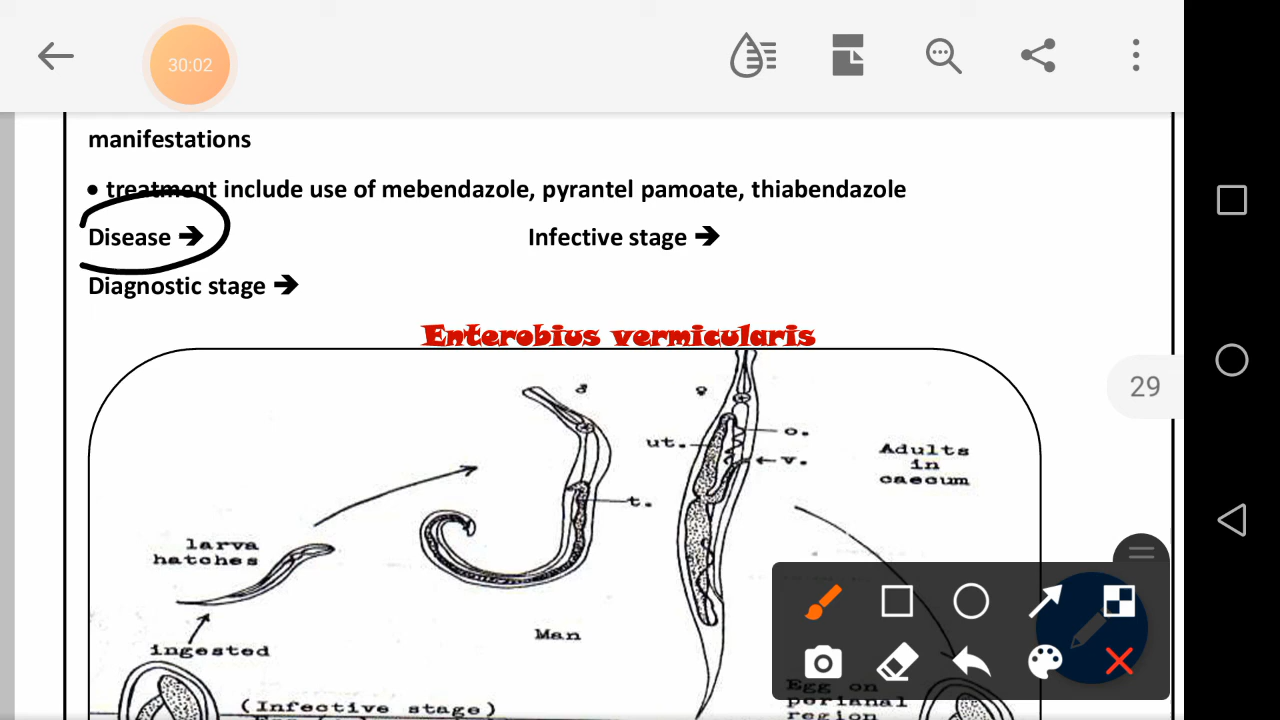 30:02
manifestations
• treatment include use of mebendazole, pyrantel pamoate, thiabendazole
Disease ➔ Infective stage ➔
Diagnostic stage ➔
Enterobius vermicularis
29
♂ ♀
ut. o.
v.
Adults
in
caecum
t.
larva
hatches
Man
ingested
Egg on
perianal
region
(Infective stage)